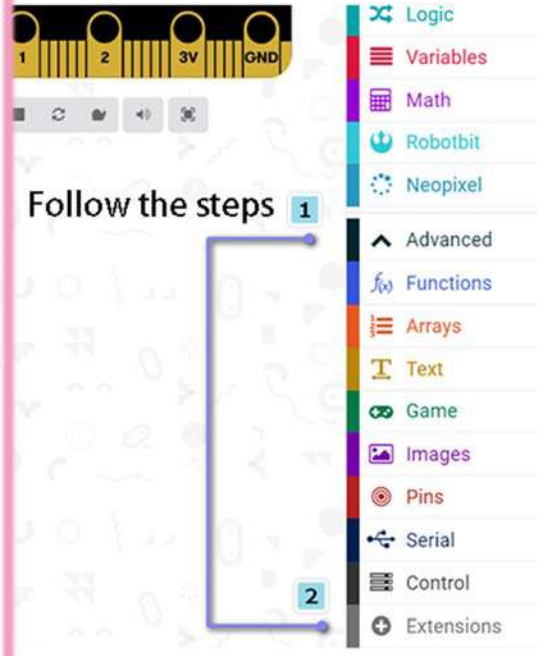 1 2 3V GND
Logic
Variables
Math
Robotbit
Neopixel
Follow the steps 1
Advanced
f(x) Functions
Arrays
T Text
Game
Images
Pins
Serial
Control
2
Extensions